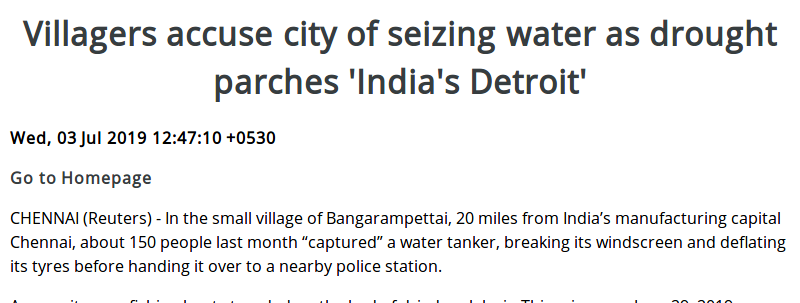 Villagers accuse city of seizing water as drought
parches 'India's Detroit'
Wed, 03 Jul 2019 12:47:10 +0530
Go to Homepage
CHENNAI (Reuters) - In the small village of Bangarampettai, 20 miles from India’s manufacturing capital
Chennai, about 150 people last month “captured” a water tanker, breaking its windscreen and deflating
its tyres before handing it over to a nearby police station.